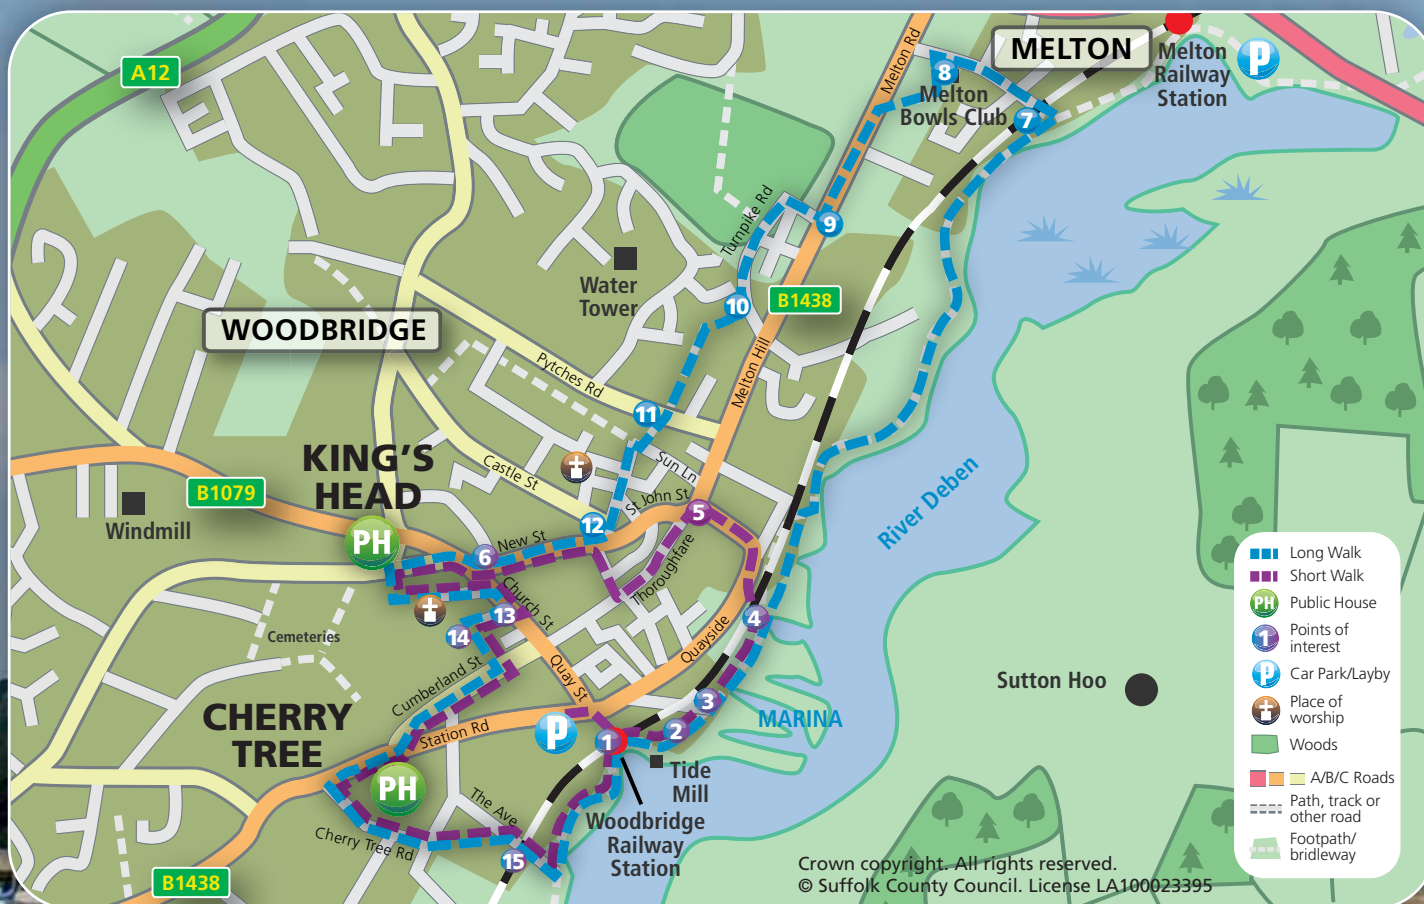 A12
MELTON
Melton
Railway
Station
P
Melton Rd
8
Melton
Bowls Club
7
Turnpike Rd
9
Water
Tower
10
B1438
WOODBRIDGE
Pytches Rd
Melton Hill
11
KING'S
HEAD
Castle St
Sun Ln
B1079
Windmill
PH
St John St
5
12
New St
6
Thoroughfare
River Deben
Church St
13
14
4
Cemeteries
Quayside
Cumberland St
Quay St
Sutton Hoo
CHERRY
TREE
Station Rd
P
3
MARINA
2
1
Tide
Mill
PH
The Ave
Woodbridge
Railway
Station
Cherry Tree Rd
15
B1438
Long Walk
Short Walk
PH Public House
1 Points of
interest
P Car Park/Layby
Place of
worship
Woods
A/B/C Roads
Path, track or
other road
Footpath/
bridleway
Crown copyright. All rights reserved.
© Suffolk County Council. License LA100023395